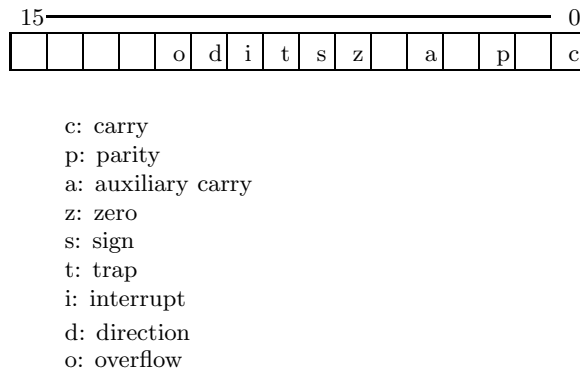 15 0
o d i t s z a p c
c: carry
p: parity
a: auxiliary carry
z: zero
s: sign
t: trap
i: interrupt
d: direction
o: overflow